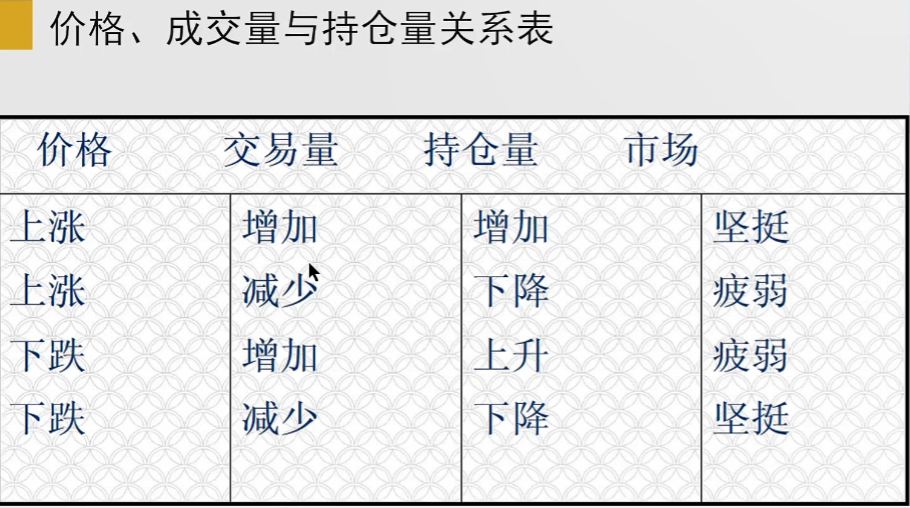 价格、成交量与持仓量关系表
价格 交易量 持仓量 市场
上涨 增加 增加 坚挺
上涨 减少 下降 疲弱
下跌 增加 上升 疲弱
下跌 减少 下降 坚挺